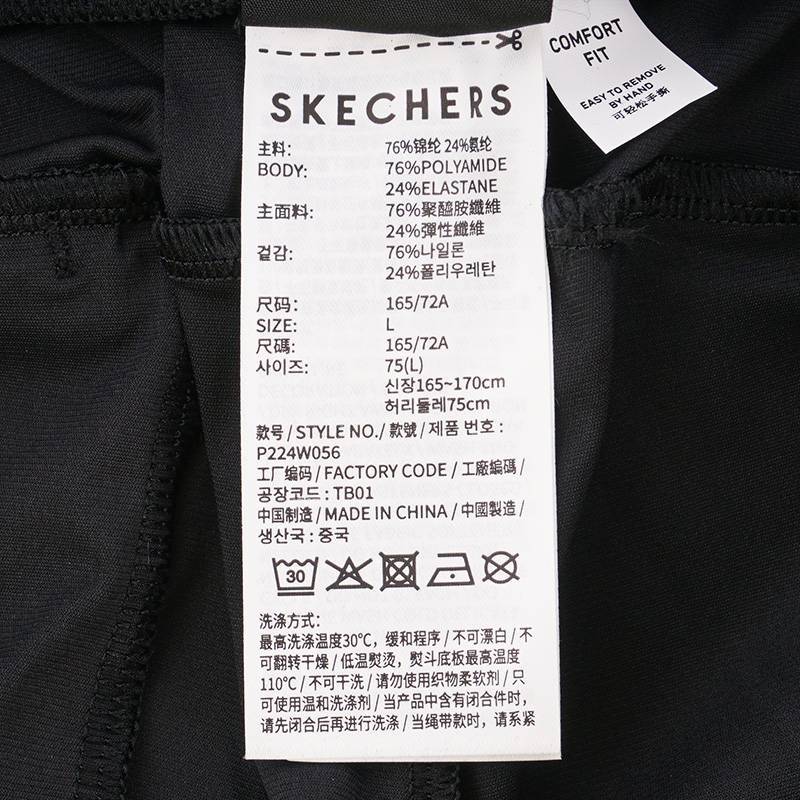 COMFORT
FIT
EASY TO REMOVE
BY HAND
可轻松手撕
SKECHERS
主料: 76%锦纶 24%氨纶
BODY: 76%POLYAMIDE
24%ELASTANE
主面料: 76%聚醯胺纖維
24%彈性纖維
겉감: 76%나일론
24%폴리우레탄
尺码: 165/72A
SIZE: L
尺碼: 165/72A
사이즈: 75(L)
신장165~170cm
허리둘레75cm
款号/STYLE NO./款號/제품 번호:
P224W056
工厂编码/FACTORY CODE/工廠編碼/
공장코드:TB01
中国制造/MADE IN CHINA/中國製造/
생산국:중국
30
洗涤方式:
最高洗涤温度30℃，缓和程序/不可漂白/不
可翻转干燥/低温熨烫，熨斗底板最高温度
110℃/不可干洗/请勿使用织物柔软剂/只
可使用温和洗涤剂/当产品中含有闭合件时，
请先闭合后再进行洗涤/当绳带款时，请系紧